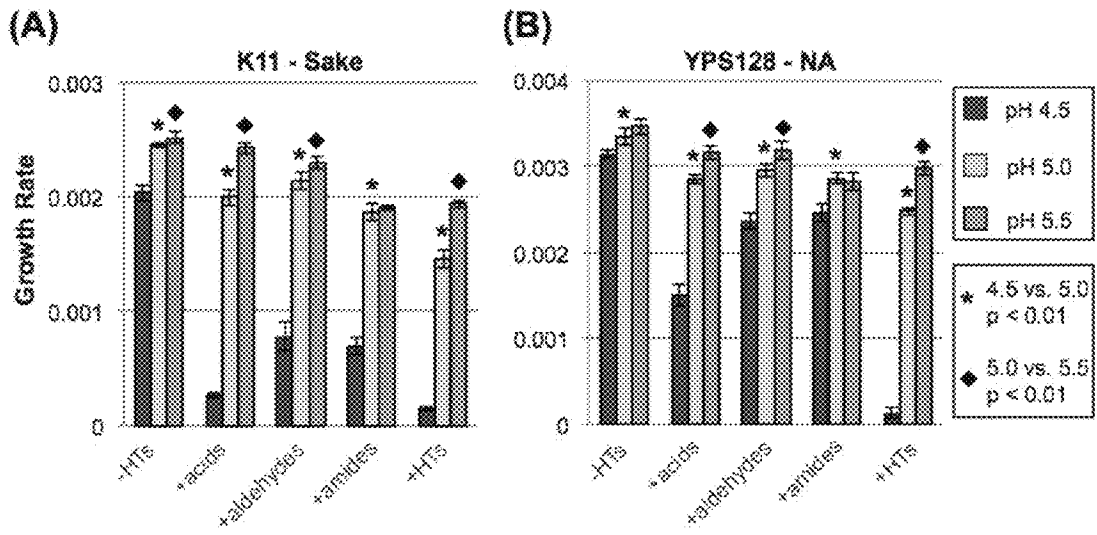 (A)
K11 - Sake
Growth Rate
0.003
0.002
0.001
0
* ◆
* ◆
* ◆
*
* ◆
-HTs
+acids
+aldehydes
+amides
+HTs
(B)
YPS128 - NA
0.004
0.003
0.002
0.001
0
*
* ◆
* ◆
*
* ◆
-HTs
+acids
+aldehydes
+amides
+HTs
pH 4.5
pH 5.0
pH 5.5
* 4.5 vs. 5.0
p < 0.01
◆ 5.0 vs. 5.5
p < 0.01